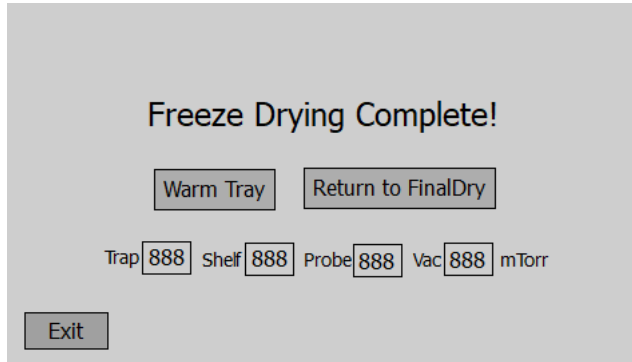 Freeze Drying Complete!
Warm Tray Return to FinalDry
Trap 888 Shelf 888 Probe 888 Vac 888 mTorr
Exit